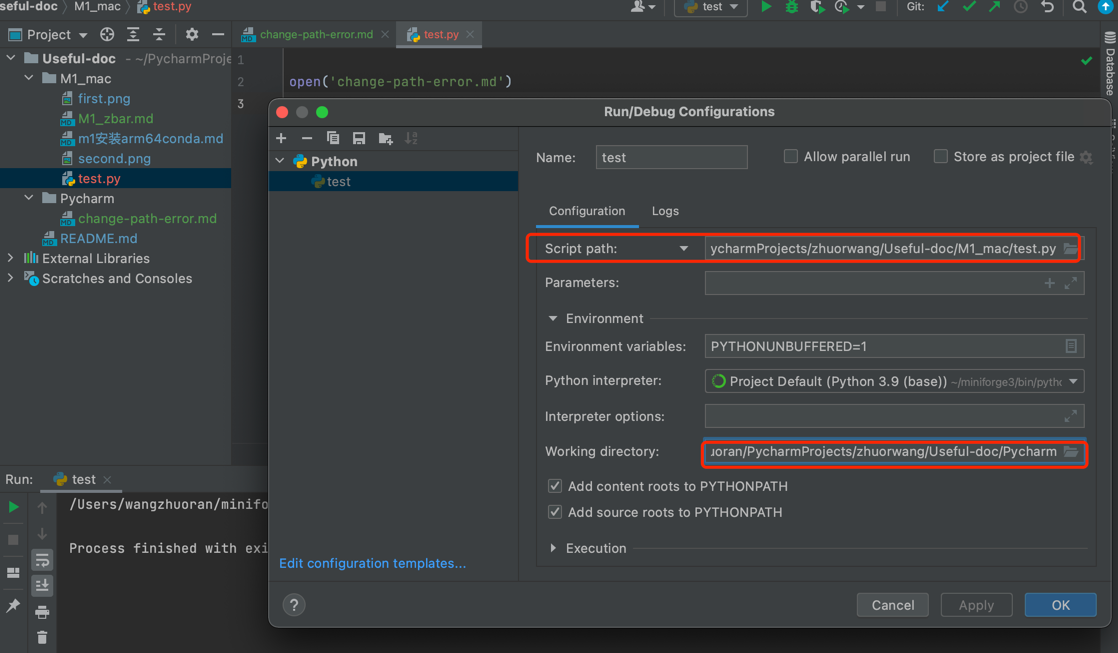 seful-doc M1_mac test.py
test
Git:
Project
change-path-error.md
test.py
Useful-doc - ~/PycharmProje
M1_mac
first.png
M1_zbar.md
m1安装arm64conda.md
second.png
test.py
Pycharm
change-path-error.md
README.md
External Libraries
Scratches and Consoles
1
2
3
open('change-path-error.md')
Database
Run/Debug Configurations
Python
test
Edit configuration templates...
Name: test
Allow parallel run
Store as project file
Configuration Logs
Script path: ycharmProjects/zhuorwang/Useful-doc/M1_mac/test.py
Parameters:
Environment
Environment variables: PYTHONUNBUFFERED=1
Python interpreter: Project Default (Python 3.9 (base)) ~/miniforge3/bin/pytho
Interpreter options:
Working directory: uoran/PycharmProjects/zhuorwang/Useful-doc/Pycharm
Add content roots to PYTHONPATH
Add source roots to PYTHONPATH
Execution
? Cancel Apply OK
Run: test
/Users/wangzhuoran/minifo
Process finished with exi